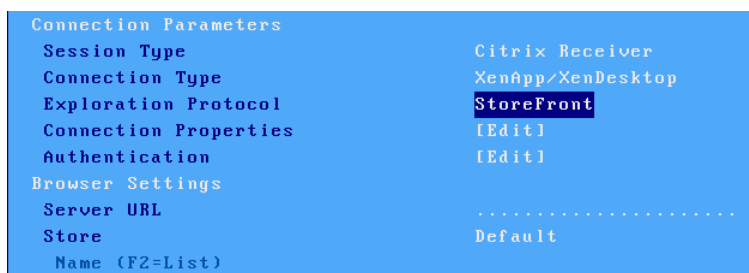 Connection Parameters
Session Type Citrix Receiver
Connection Type XenApp/XenDesktop
Exploration Protocol StoreFront
Connection Properties [Edit]
Authentication [Edit]
Browser Settings
Server URL ......................
Store Default
Name (F2=List)